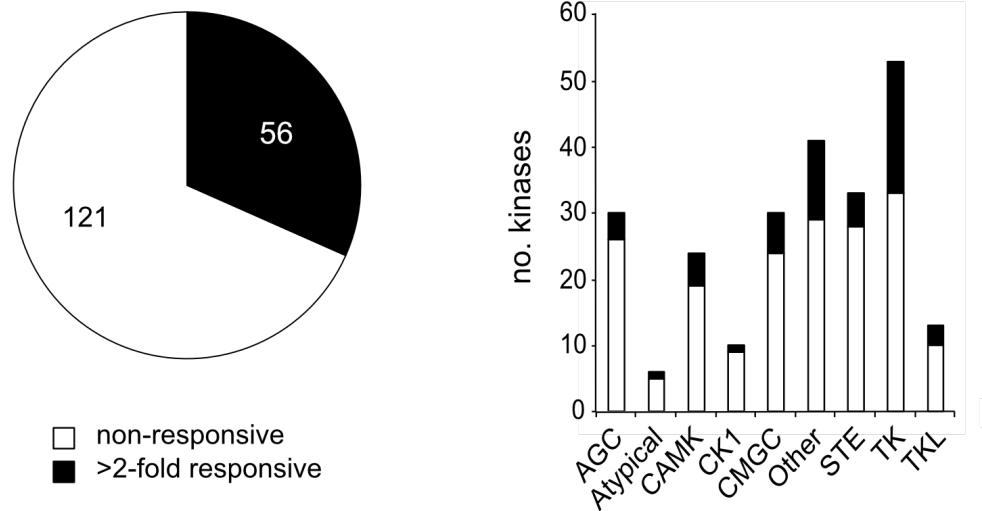 56
121
non-responsive
>2-fold responsive
no. kinases
60
50
40
30
20
10
0
AGC
Atypical
CAMK
CK1
CMGC
Other
STE
TK
TKL